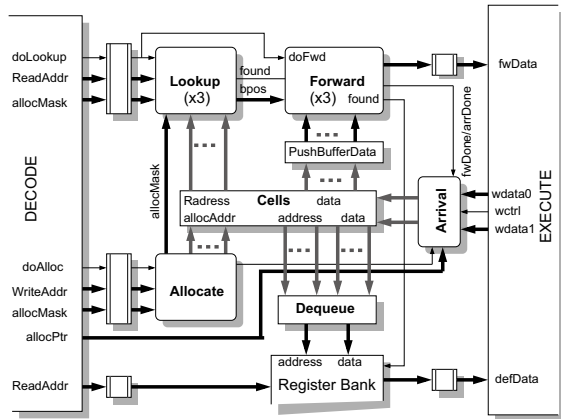 DECODE
doLookup
ReadAddr
allocMask
Lookup
(x3)
found
bpos
doFwd
Forward
(x3)
found
fwData
EXECUTE
fwDone/arrDone
PushBufferData
allocMask
Radress
Cells
data
allocAddr
address
data
Arrival
wdata0
wctrl
wdata1
doAlloc
WriteAddr
allocMask
allocPtr
Allocate
Dequeue
address
data
Register Bank
ReadAddr
defData